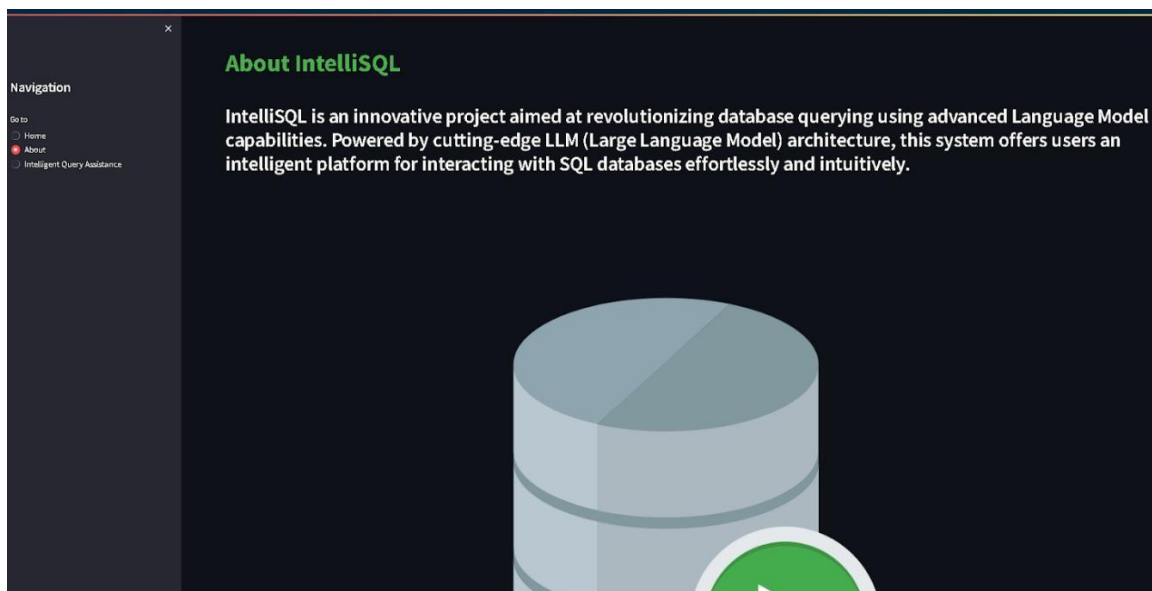 ×
Navigation
Go to
Home
About
Intelligent Query Assistance
About IntelliSQL
IntelliSQL is an innovative project aimed at revolutionizing database querying using advanced Language Model
capabilities. Powered by cutting-edge LLM (Large Language Model) architecture, this system offers users an
intelligent platform for interacting with SQL databases effortlessly and intuitively.